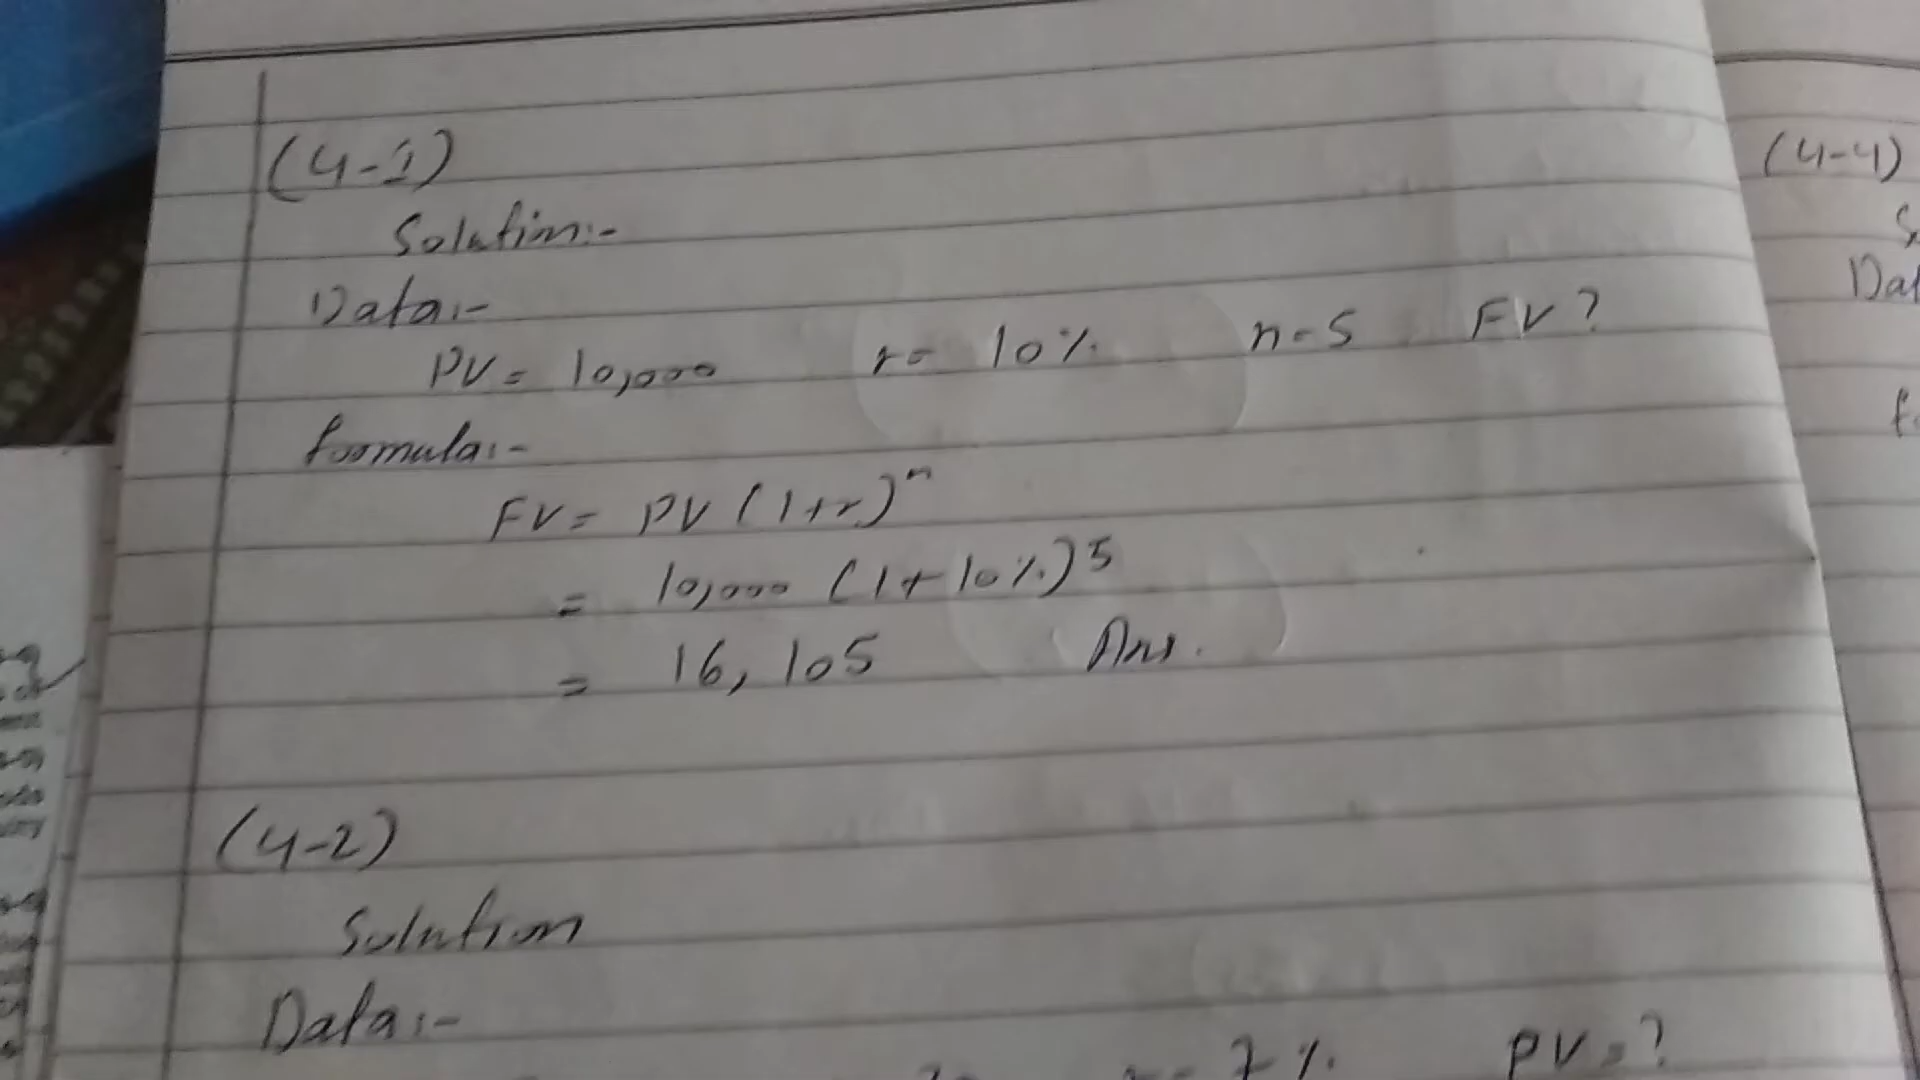 (4-1)
Solution:-
Data:-
PV = 10,000 r = 10% n = 5 FV?
formula:-
FV = PV (1+r)^n
= 10,000 (1+10%)^5
= 16,105 Ans.
(4-2)
Solution
Data:-
7% PV = ?
(4-4)